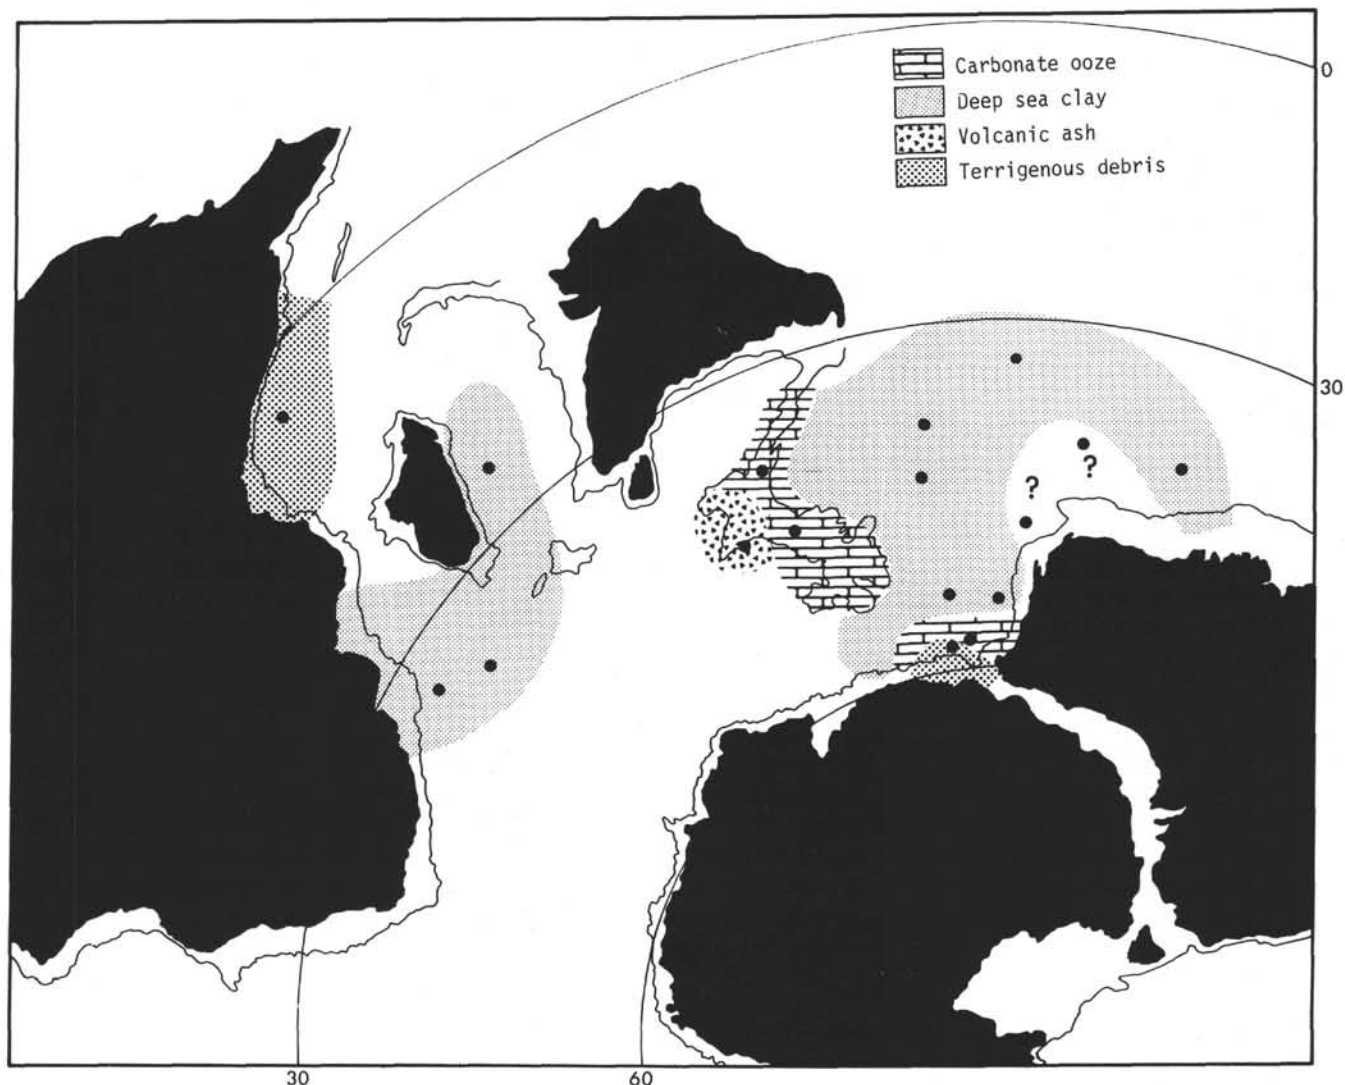 Carbonate ooze
Deep sea clay
Volcanic ash
Terrigenous debris
0
30
?
?
30
60